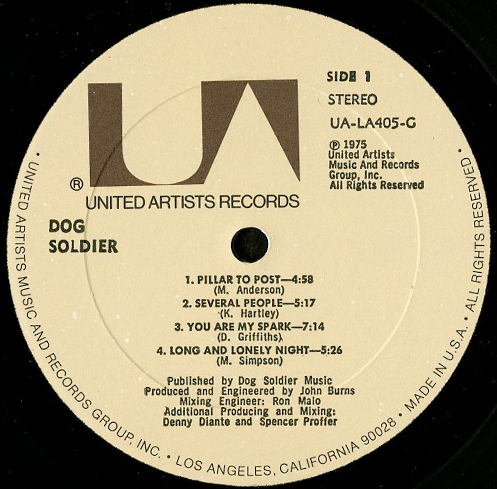 SIDE 1
STEREO
UA-LA405-G
℗ 1975
United Artists
Music And Records
Group, Inc.
All Rights Reserved
UA
®
UNITED ARTISTS RECORDS
DOG
SOLDIER
1. PILLAR TO POST—4:58
(M. Anderson)
2. SEVERAL PEOPLE—5:17
(K. Hartley)
3. YOU ARE MY SPARK—7:14
(D. Griffiths)
4. LONG AND LONELY NIGHT—5:26
(M. Simpson)
Published by Dog Soldier Music
Produced and Engineered by John Burns
Mixing Engineer: Ron Malo
Additional Producing and Mixing:
Denny Diante and Spencer Proffer
• UNITED ARTISTS MUSIC AND RECORDS GROUP, INC. • LOS ANGELES, CALIFORNIA 90028 • MADE IN U.S.A. • ALL RIGHTS RESERVED •